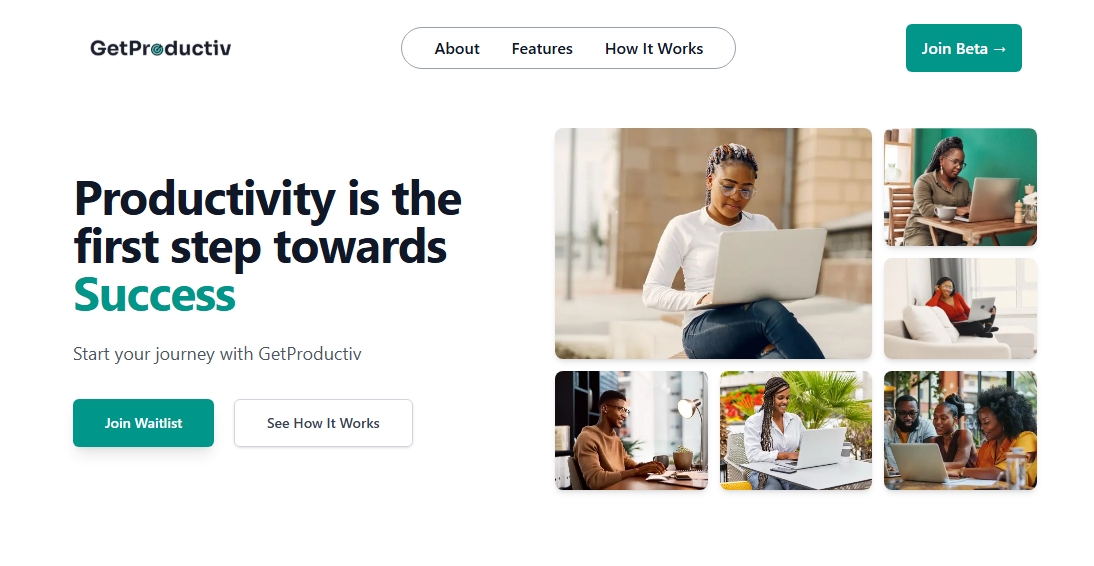 GetProductiv
About
Features
How It Works
Join Beta →
Productivity is the
first step towards
Success
Start your journey with GetProductiv
Join Waitlist
See How It Works